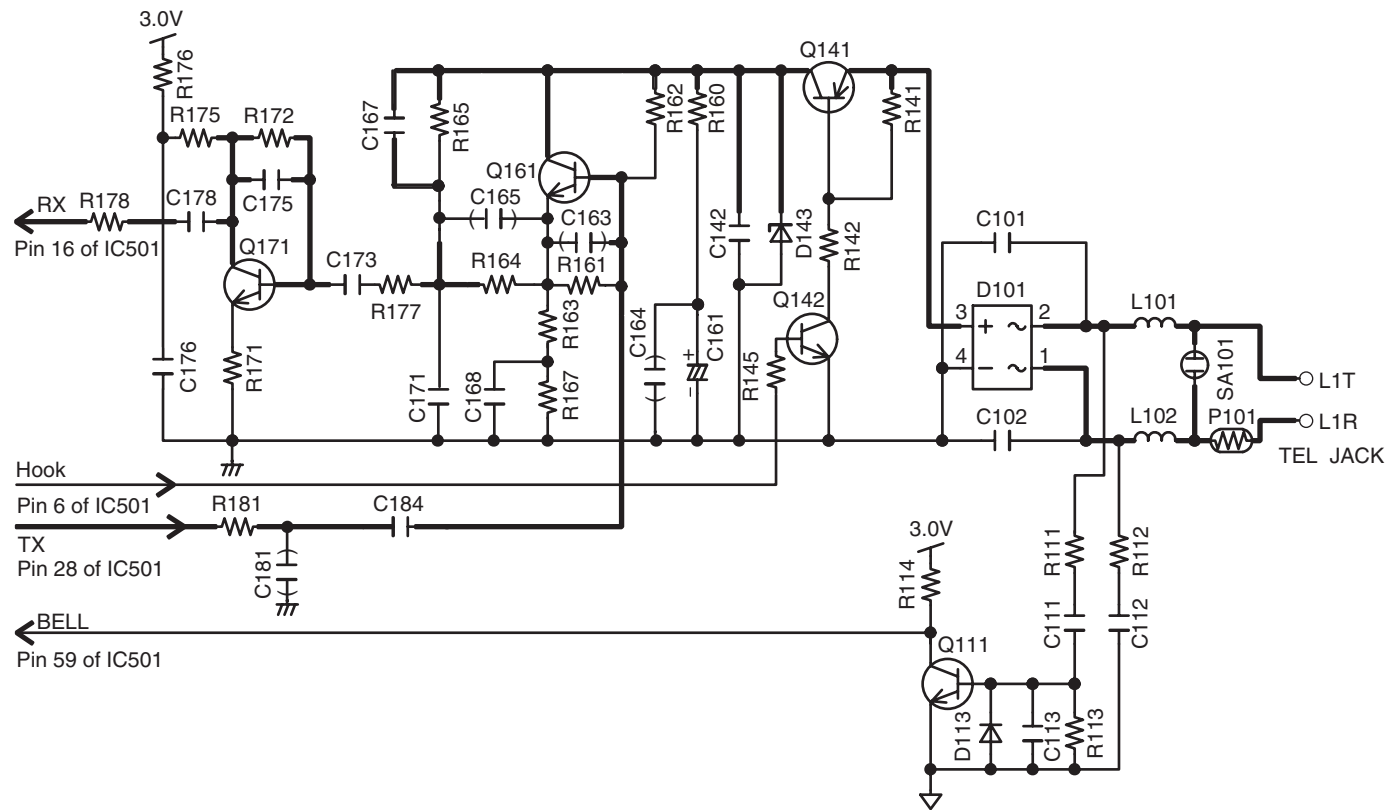 3.0V
R176
R175
R172
C175
RX
R178
C178
Pin 16 of IC501
Q171
C173
R177
C176
R171
C167
R165
Q161
C165
C163
R164
R161
R163
C171
C168
R167
R162
R160
C164
C161
+
–
C142
D143
Q141
R141
R142
Q142
R145
C101
D101
3
+
~
2
4
–
~
1
C102
L101
SA101
L1T
L102
P101
L1R
TEL JACK
Hook
Pin 6 of IC501
R181
C184
TX
Pin 28 of IC501
C181
3.0V
R114
R111
R112
C111
C112
BELL
Pin 59 of IC501
Q111
D113
C113
R113